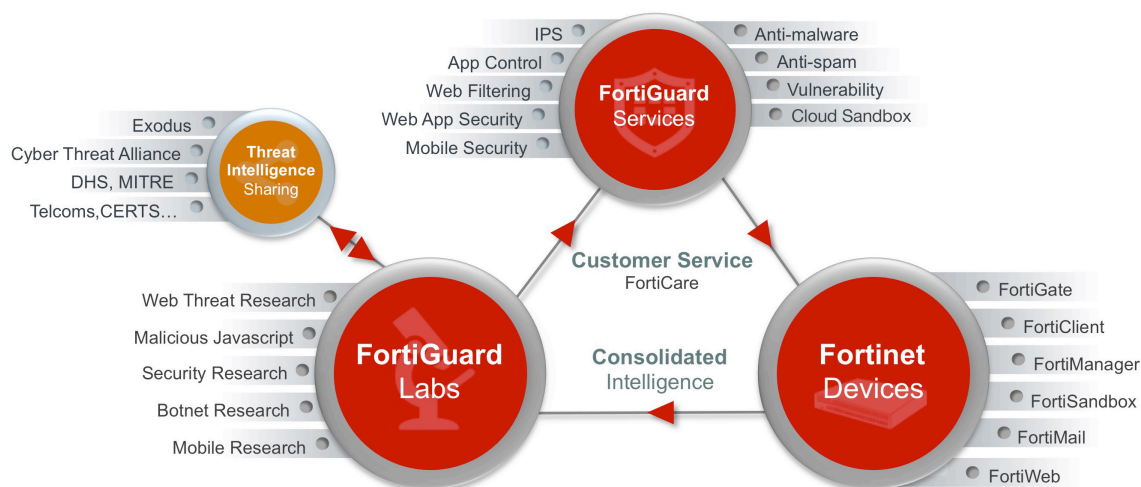 IPS
App Control
Web Filtering
Web App Security
Mobile Security
FortiGuard
Services
Anti-malware
Anti-spam
Vulnerability
Cloud Sandbox
Exodus
Cyber Threat Alliance
DHS, MITRE
Telcoms,CERTS...
Threat
Intelligence
Sharing
Customer Service
FortiCare
Web Threat Research
Malicious Javascript
Security Research
Botnet Research
Mobile Research
FortiGuard
Labs
Consolidated
Intelligence
Fortinet
Devices
FortiGate
FortiClient
FortiManager
FortiSandbox
FortiMail
FortiWeb